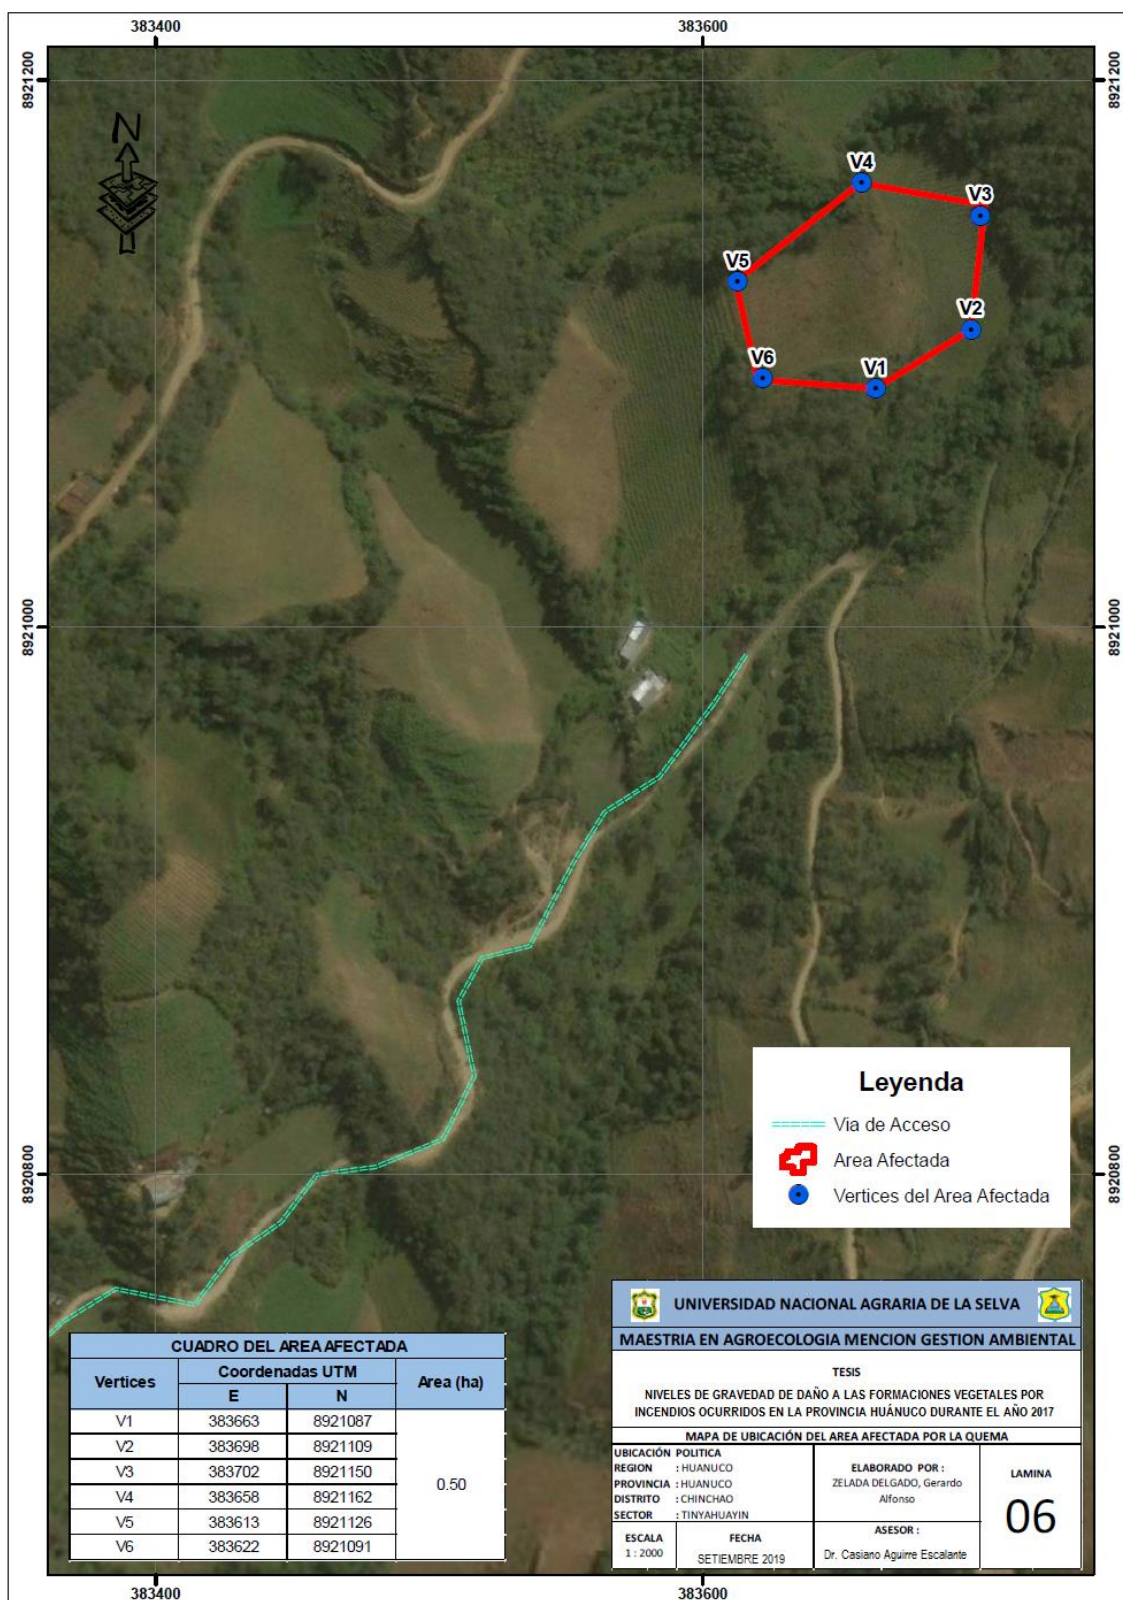 383400 383600
8921200 8921200
N
V4
V3
V5
V2
V6
V1
8921000 8921000
Leyenda
Via de Acceso
Area Afectada
Vertices del Area Afectada
8920800 8920800
UNIVERSIDAD NACIONAL AGRARIA DE LA SELVA
MAESTRIA EN AGROECOLOGIA MENCION GESTION AMBIENTAL
TESIS
NIVELES DE GRAVEDAD DE DAÑO A LAS FORMACIONES VEGETALES POR
INCENDIOS OCURRIDOS EN LA PROVINCIA HUÁNUCO DURANTE EL AÑO 2017
MAPA DE UBICACIÓN DEL AREA AFECTADA POR LA QUEMA
UBICACIÓN POLITICA
REGION : HUANUCO
PROVINCIA : HUANUCO
DISTRITO : CHINCHAO
SECTOR : TINYAHUAYIN
ELABORADO POR :
ZELADA DELGADO, Gerardo
Alfonso
LAMINA
06
ESCALA
1 : 2000
FECHA
SETIEMBRE 2019
ASESOR :
Dr. Casiano Aguirre Escalante
CUADRO DEL AREA AFECTADA
Vertices Coordenadas UTM Area (ha)
E N
V1 383663 8921087
V2 383698 8921109
V3 383702 8921150
0.50
V4 383658 8921162
V5 383613 8921126
V6 383622 8921091
383400 383600